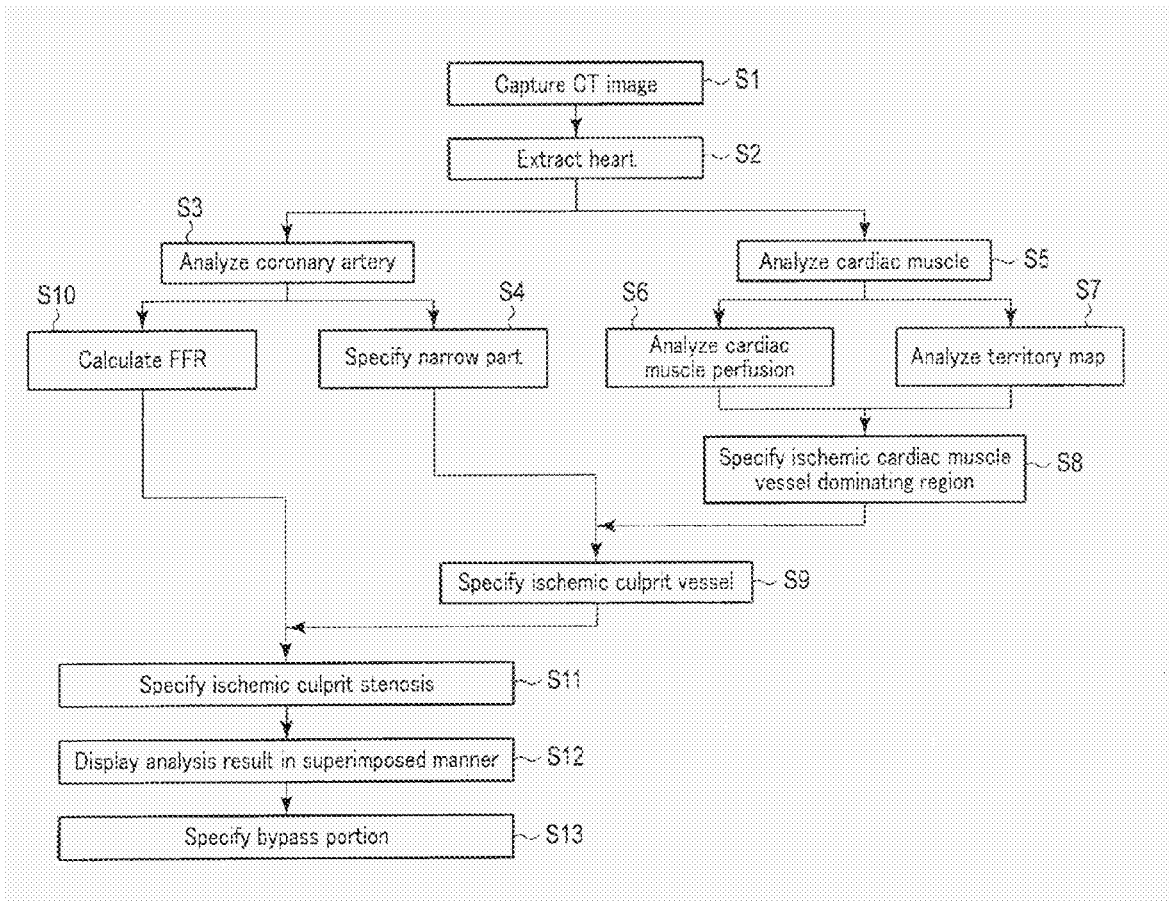 Capture CT image
S1
Extract heart
S2
S3
Analyze coronary artery
Analyze cardiac muscle
S5
S10
Calculate FFR
S4
Specify narrow part
S6
Analyze cardiac
muscle perfusion
S7
Analyze territory map
Specify ischemic cardiac muscle
vessel dominating region
S8
Specify ischemic culprit vessel
S9
Specify ischemic culprit stenosis
S11
Display analysis result in superimposed manner
S12
Specify bypass portion
S13